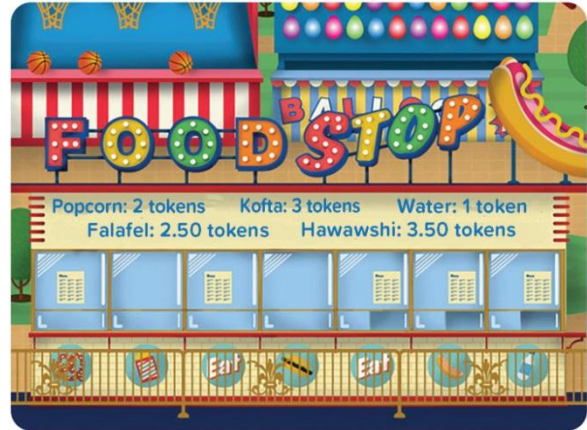 BALLOO
FOOD STOP
Popcorn: 2 tokens Kofta: 3 tokens Water: 1 token
Falafel: 2.50 tokens Hawawshi: 3.50 tokens
Eat Eat